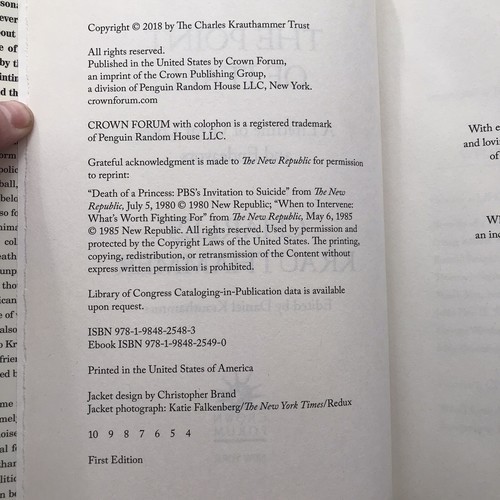 Copyright © 2018 by The Charles Krauthammer Trust
All rights reserved.
Published in the United States by Crown Forum,
an imprint of the Crown Publishing Group,
a division of Penguin Random House LLC, New York.
crownforum.com
CROWN FORUM with colophon is a registered trademark
of Penguin Random House LLC.
Grateful acknowledgment is made to The New Republic for permission
to reprint:
“Death of a Princess: PBS's Invitation to Suicide” from The New
Republic, July 5, 1980 © 1980 New Republic; “When to Intervene:
What's Worth Fighting For” from The New Republic, May 6, 1985
© 1985 New Republic. All rights reserved. Used by permission and
protected by the Copyright Laws of the United States. The printing,
copying, redistribution, or retransmission of the Content without
express written permission is prohibited.
Library of Congress Cataloging-in-Publication data is available
upon request.
ISBN 978-1-9848-2548-3
Ebook ISBN 978-1-9848-2549-0
Printed in the United States of America
Jacket design by Christopher Brand
Jacket photograph: Katie Falkenberg/The New York Times/Redux
10 9 8 7 6 5 4
First Edition
With e
and lovi
of
W
an inc